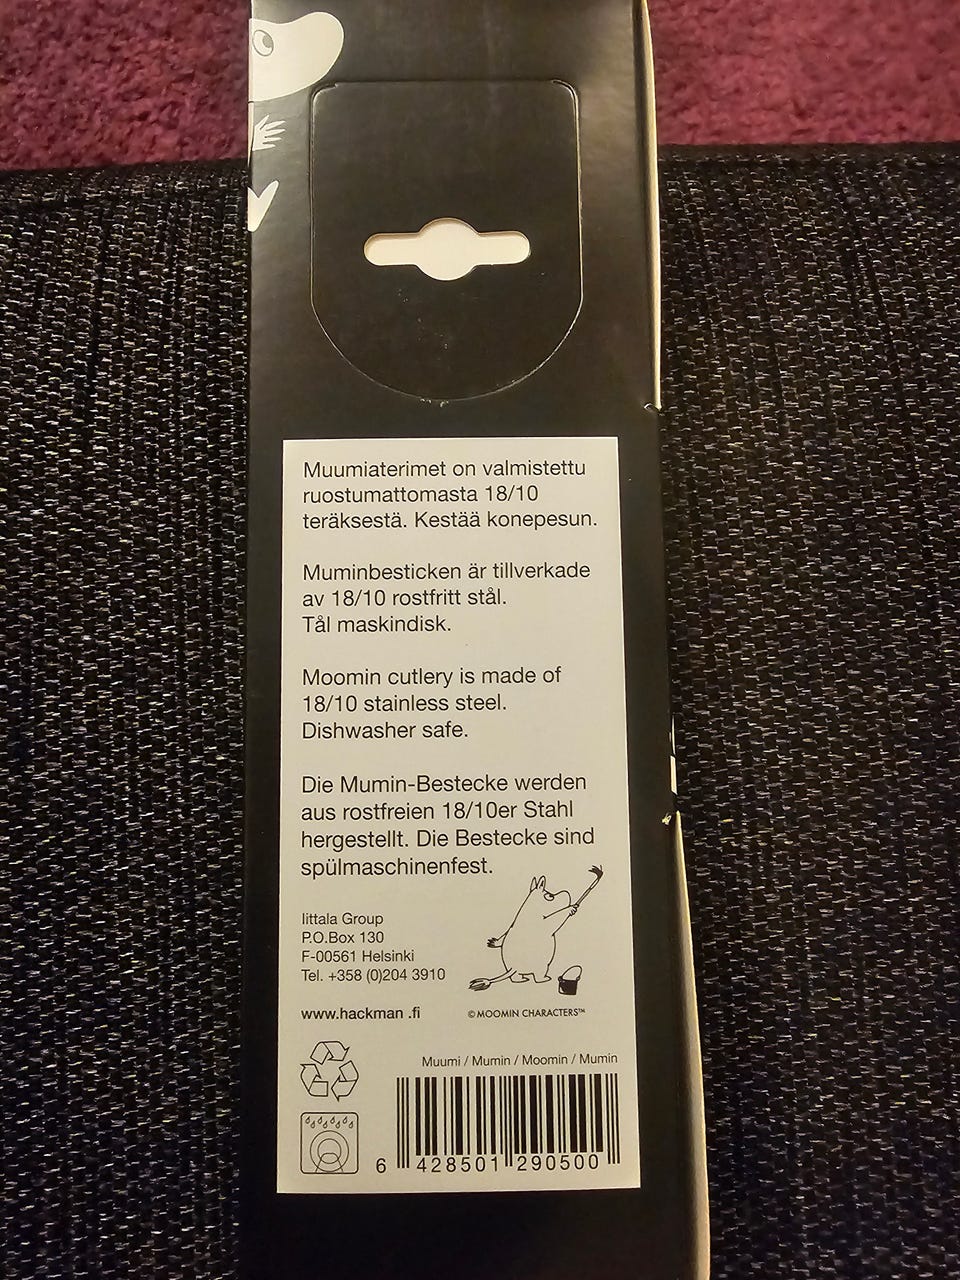 Muumiaterimet on valmistettu
ruostumattomasta 18/10
teräksestä. Kestää konepesun.
Muminbesticken är tillverkade
av 18/10 rostfritt stål.
Tål maskindisk.
Moomin cutlery is made of
18/10 stainless steel.
Dishwasher safe.
Die Mumin-Bestecke werden
aus rostfreien 18/10er Stahl
hergestellt. Die Bestecke sind
spülmaschinenfest.
Iittala Group
P.O.Box 130
F-00561 Helsinki
Tel. +358 (0)204 3910
www.hackman .fi
© MOOMIN CHARACTERS™
Muumi / Mumin / Moomin / Mumin
6 428501 290500